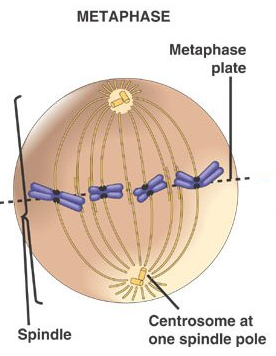 METAPHASE
Metaphase
plate
Spindle
Centrosome at
one spindle pole